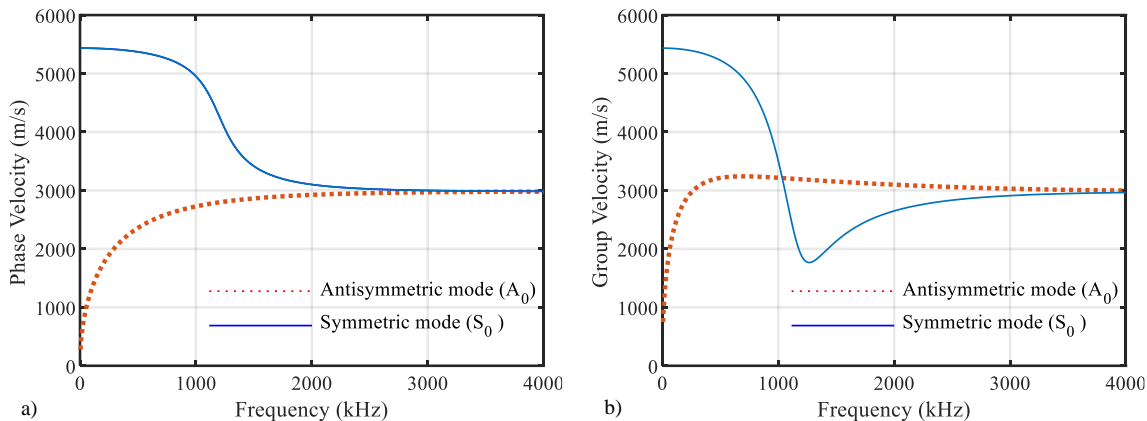 6000
5000
4000
3000
2000
1000
0
Phase Velocity (m/s)
Antisymmetric mode (A0)
Symmetric mode (S0 )
0 1000 2000 3000 4000
Frequency (kHz)
a)
6000
5000
4000
3000
2000
1000
0
Group Velocity (m/s)
Antisymmetric mode (A0)
Symmetric mode (S0 )
0 1000 2000 3000 4000
Frequency (kHz)
b)